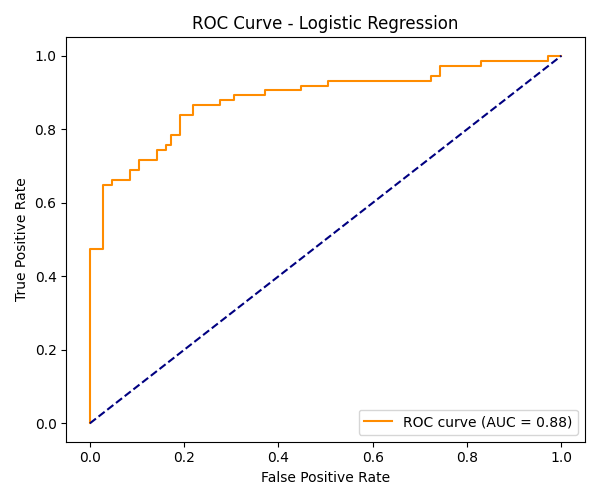 ROC Curve - Logistic Regression
True Positive Rate
1.0
0.8
0.6
0.4
0.2
0.0
ROC curve (AUC = 0.88)
0.0 0.2 0.4 0.6 0.8 1.0
False Positive Rate